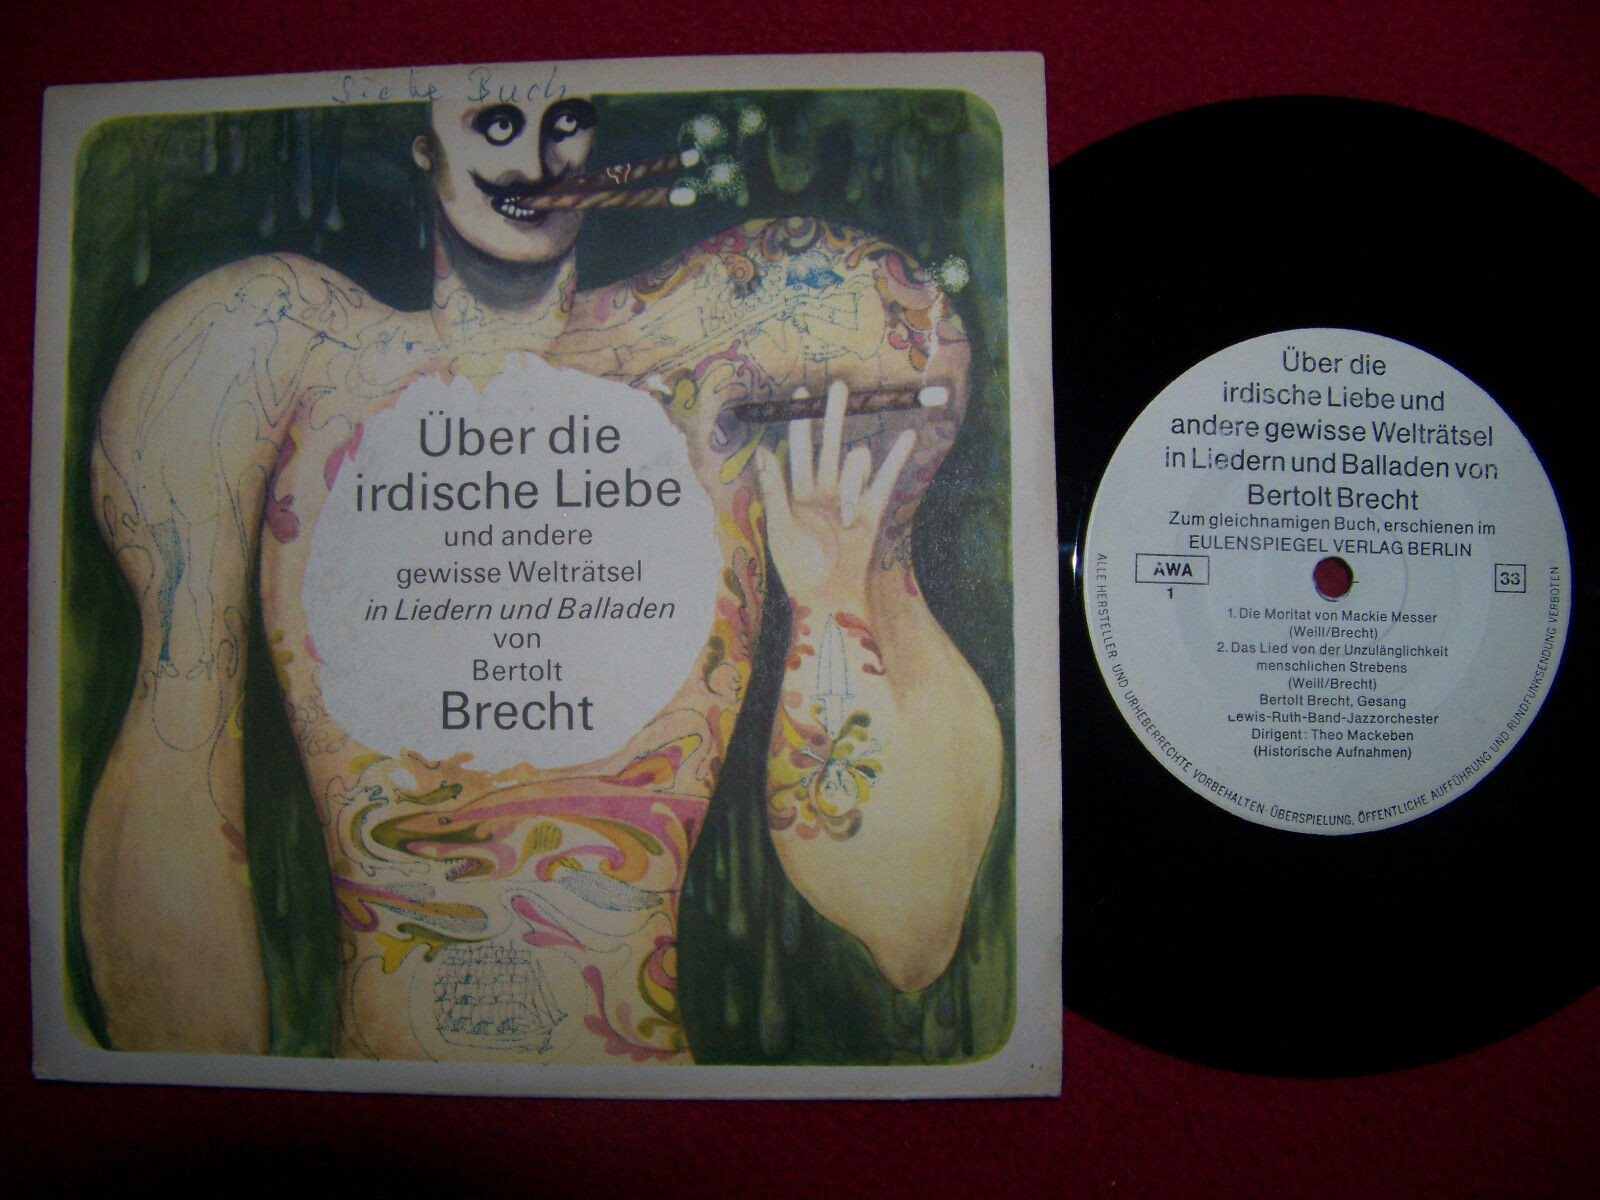 Siehe Buch
Über die
irdische Liebe
und andere
gewisse Welträtsel
in Liedern und Balladen
von
Bertolt
Brecht
Über die
irdische Liebe und
andere gewisse Welträtsel
in Liedern und Balladen von
Bertolt Brecht
Zum gleichnamigen Buch, erschienen im
EULENSPIEGEL VERLAG BERLIN
AWA
1
33
1. Die Moritat von Mackie Messer
(Weill/Brecht)
2. Das Lied von der Unzulänglichkeit
menschlichen Strebens
(Weill/Brecht)
Bertolt Brecht, Gesang
Lewis-Ruth-Band-Jazzorchester
Dirigent: Theo Mackeben
(Historische Aufnahmen)
ALLE HERSTELLER UND URHEBERRECHTE VORBEHALTEN · ÜBERSPIELUNG, ÖFFENTLICHE AUFFÜHRUNG UND RUNDFUNKSENDUNG VERBOTEN